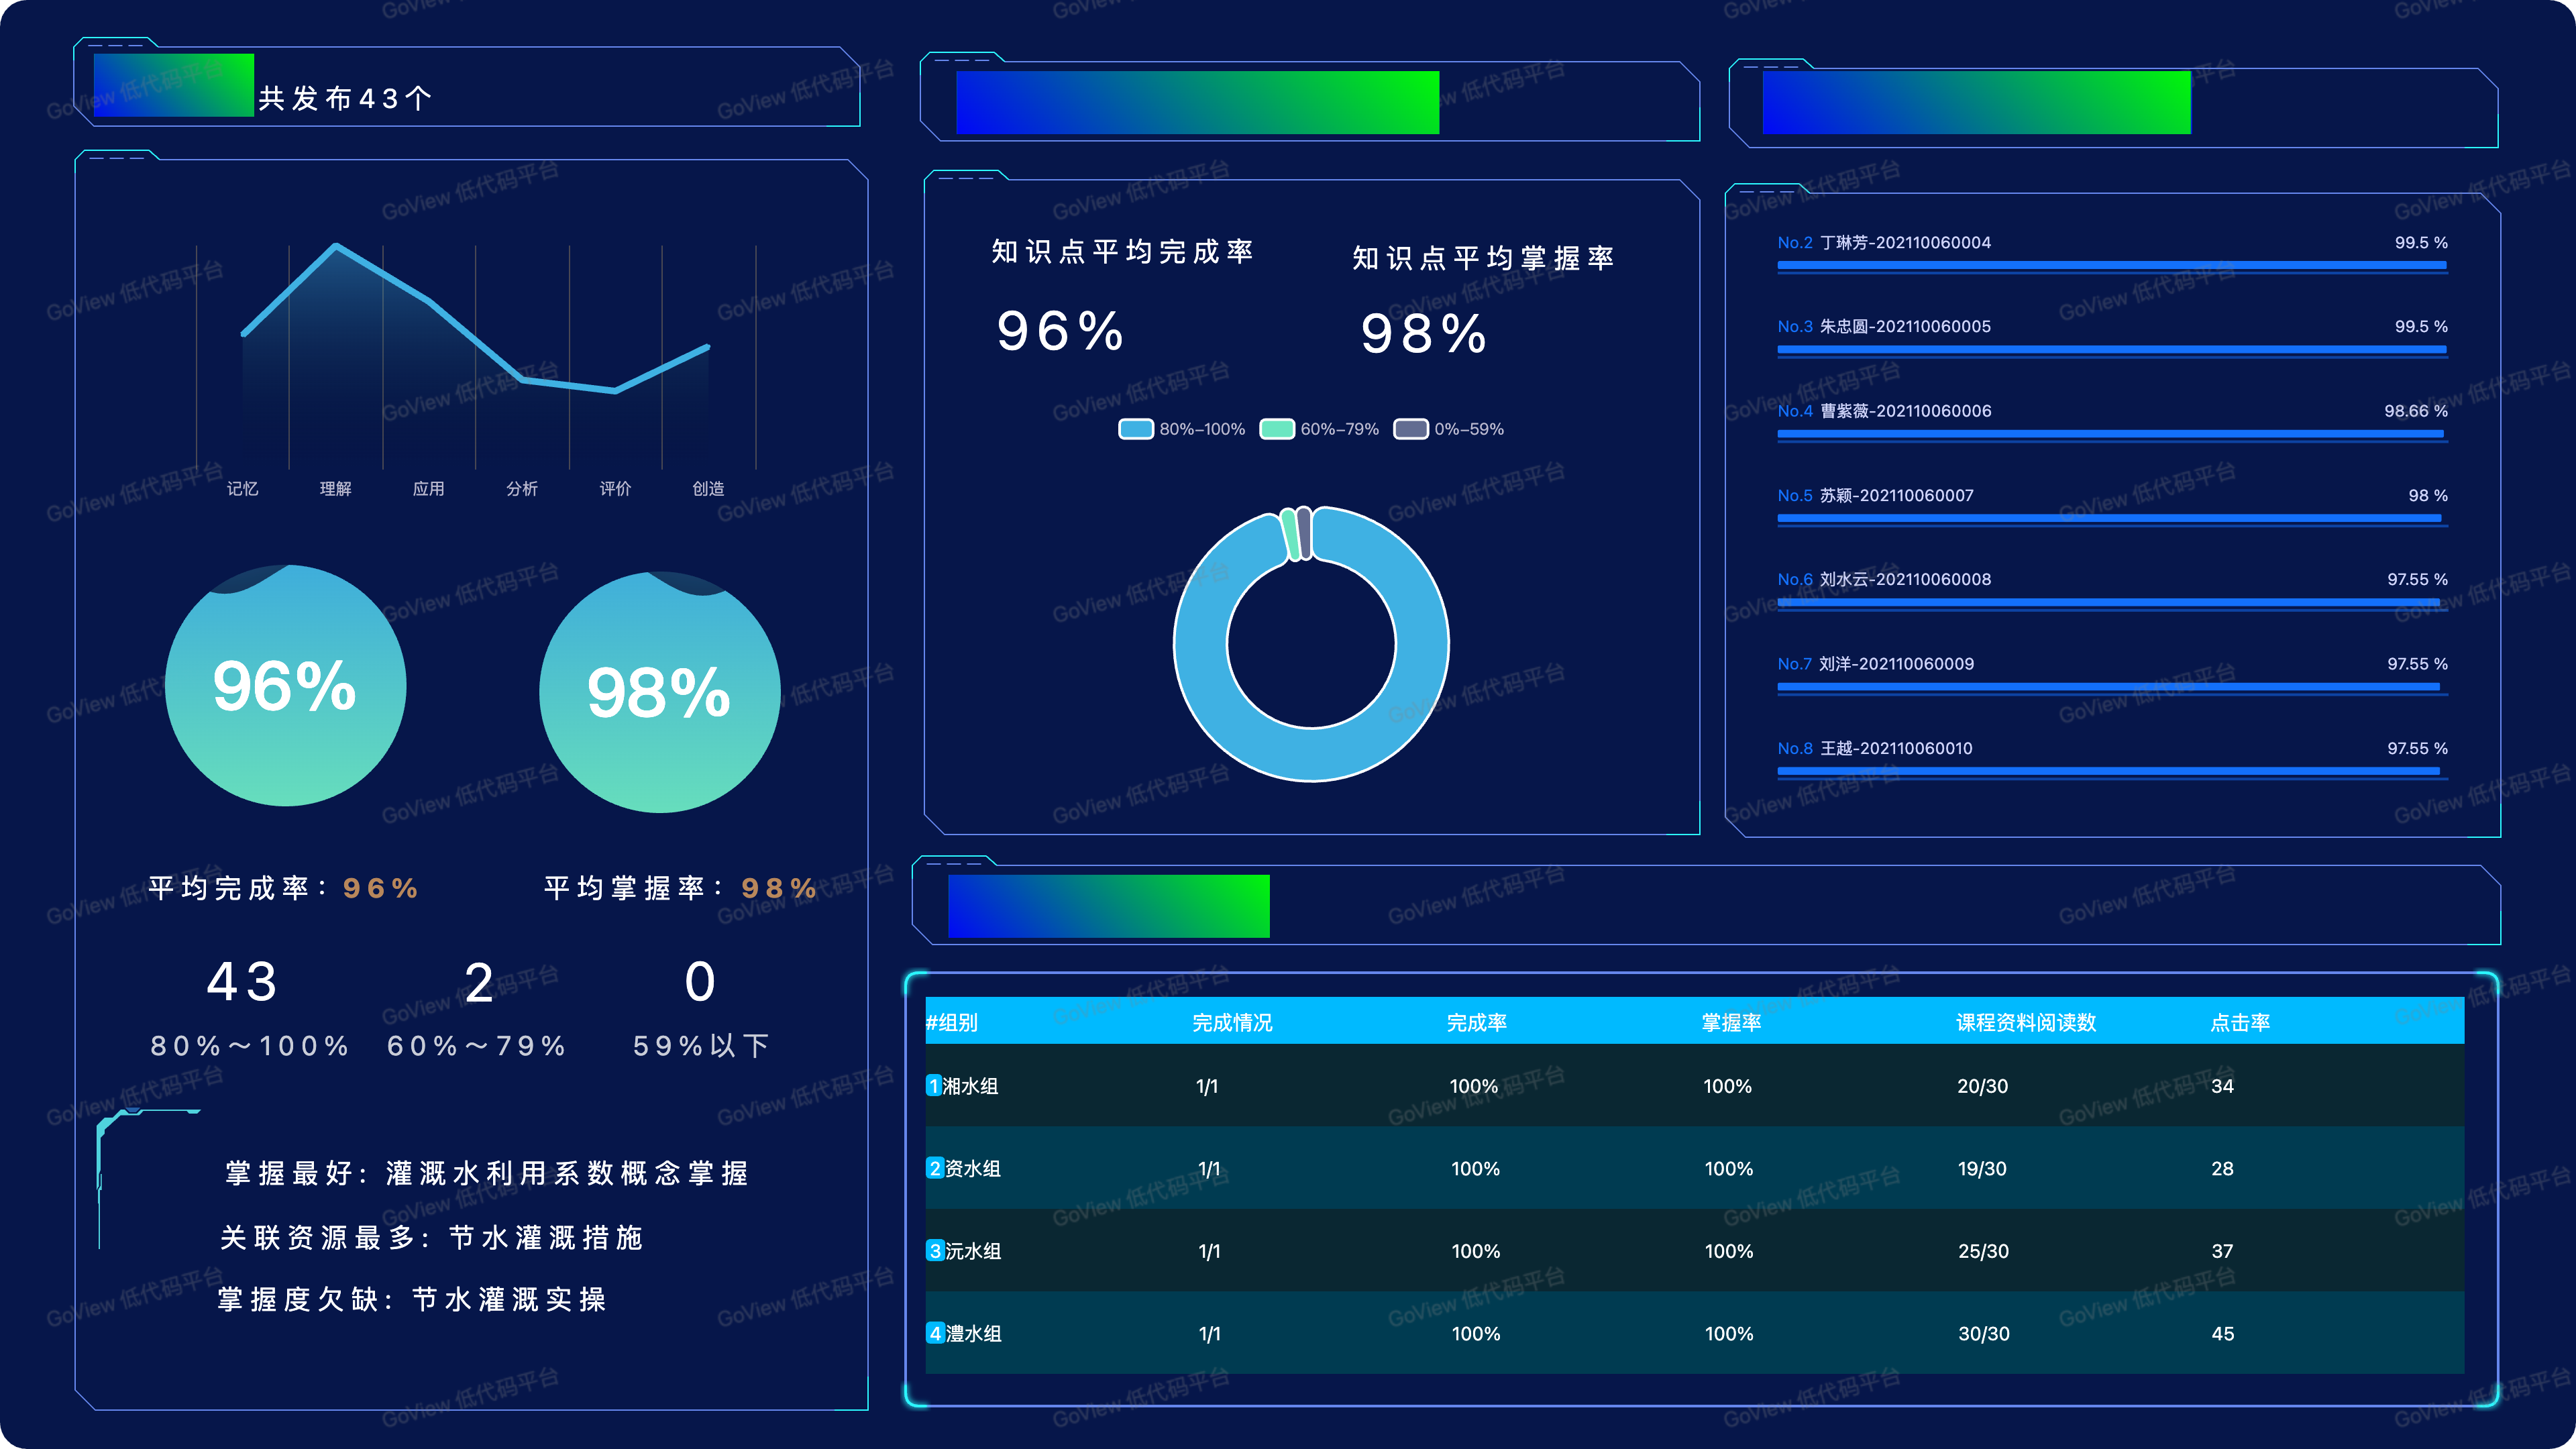 共发布43个
记忆 理解 应用 分析 评价 创造
96%
98%
平均完成率：96%
平均掌握率：98%
43
2
0
80%～100%
60%～79%
59%以下
掌握最好：灌溉水利用系数概念掌握
关联资源最多：节水灌溉措施
掌握度欠缺：节水灌溉实操
知识点平均完成率
96%
知识点平均掌握率
98%
80%–100% 60%–79% 0%–59%
No.2 丁琳芳-202110060004 99.5 %
No.3 朱忠圆-202110060005 99.5 %
No.4 曹紫薇-202110060006 98.66 %
No.5 苏颖-202110060007 98 %
No.6 刘水云-202110060008 97.55 %
No.7 刘洋-202110060009 97.55 %
No.8 王越-202110060010 97.55 %
#组别 完成情况 完成率 掌握率 课程资料阅读数 点击率
1 湘水组 1/1 100% 100% 20/30 34
2 资水组 1/1 100% 100% 19/30 28
3 沅水组 1/1 100% 100% 25/30 37
4 澧水组 1/1 100% 100% 30/30 45
GoView 低代码平台